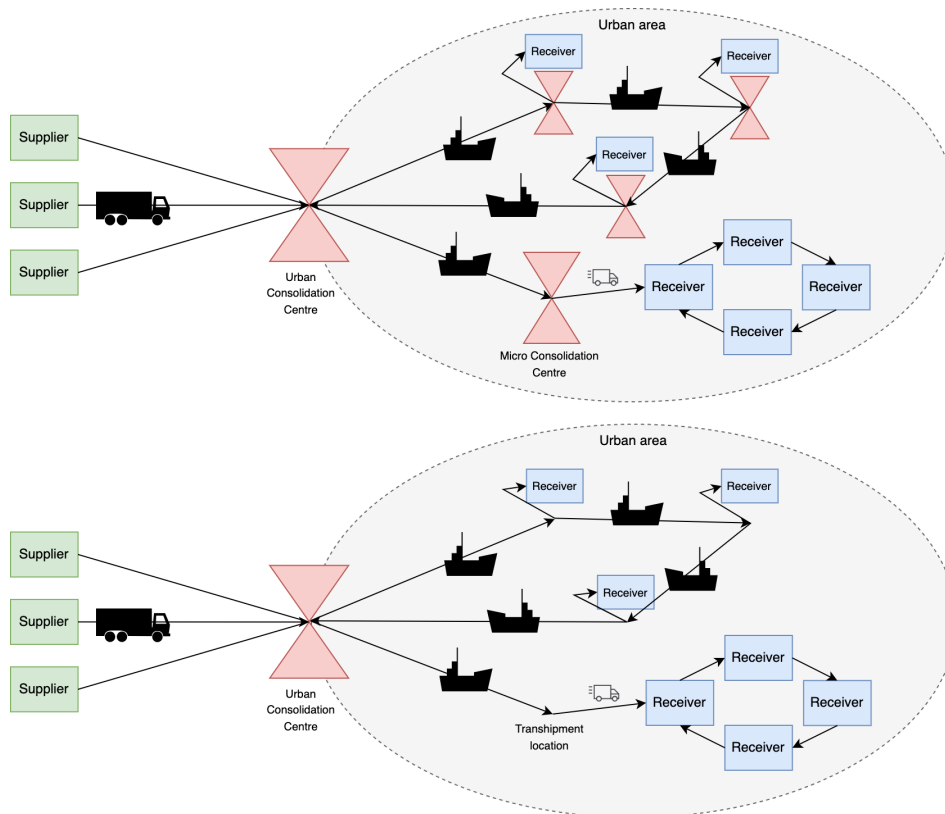 Urban area
Receiver
Receiver
Supplier
Receiver
Supplier
Supplier
Receiver
Urban
Consolidation
Centre
Receiver
Receiver
Receiver
Micro Consolidation
Centre
Urban area
Receiver
Receiver
Supplier
Receiver
Supplier
Receiver
Supplier
Receiver
Receiver
Urban
Consolidation
Centre
Transhipment
location
Receiver